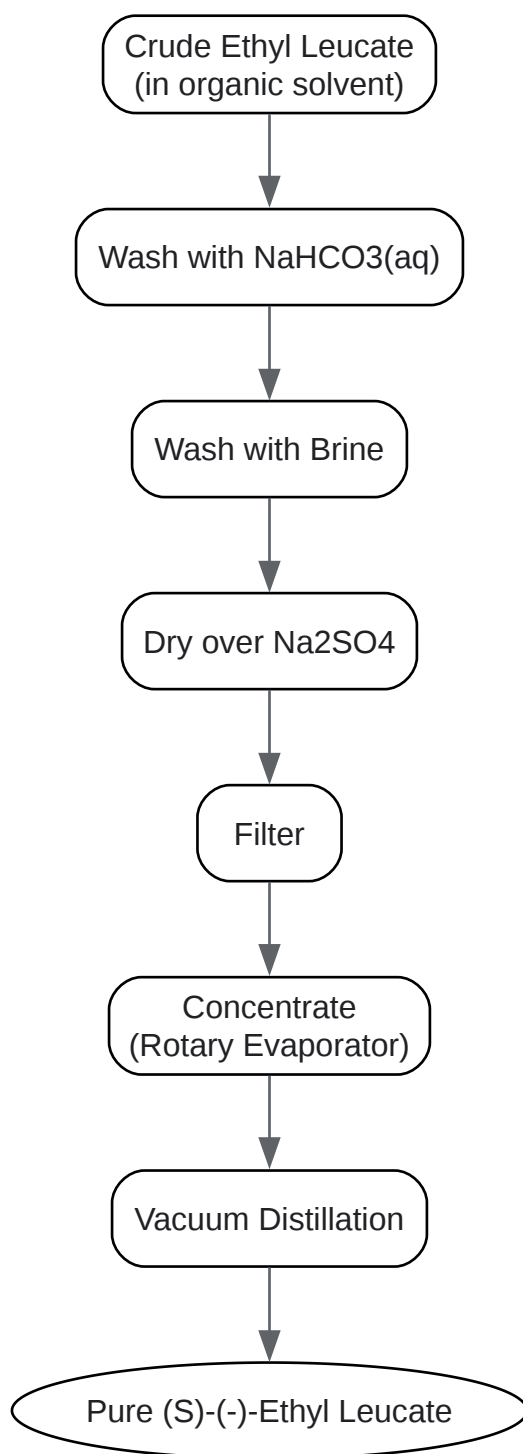 Crude Ethyl Leucate
(in organic solvent)
Wash with NaHCO3(aq)
Wash with Brine
Dry over Na2SO4
Filter
Concentrate
(Rotary Evaporator)
Vacuum Distillation
Pure (S)-(-)-Ethyl Leucate